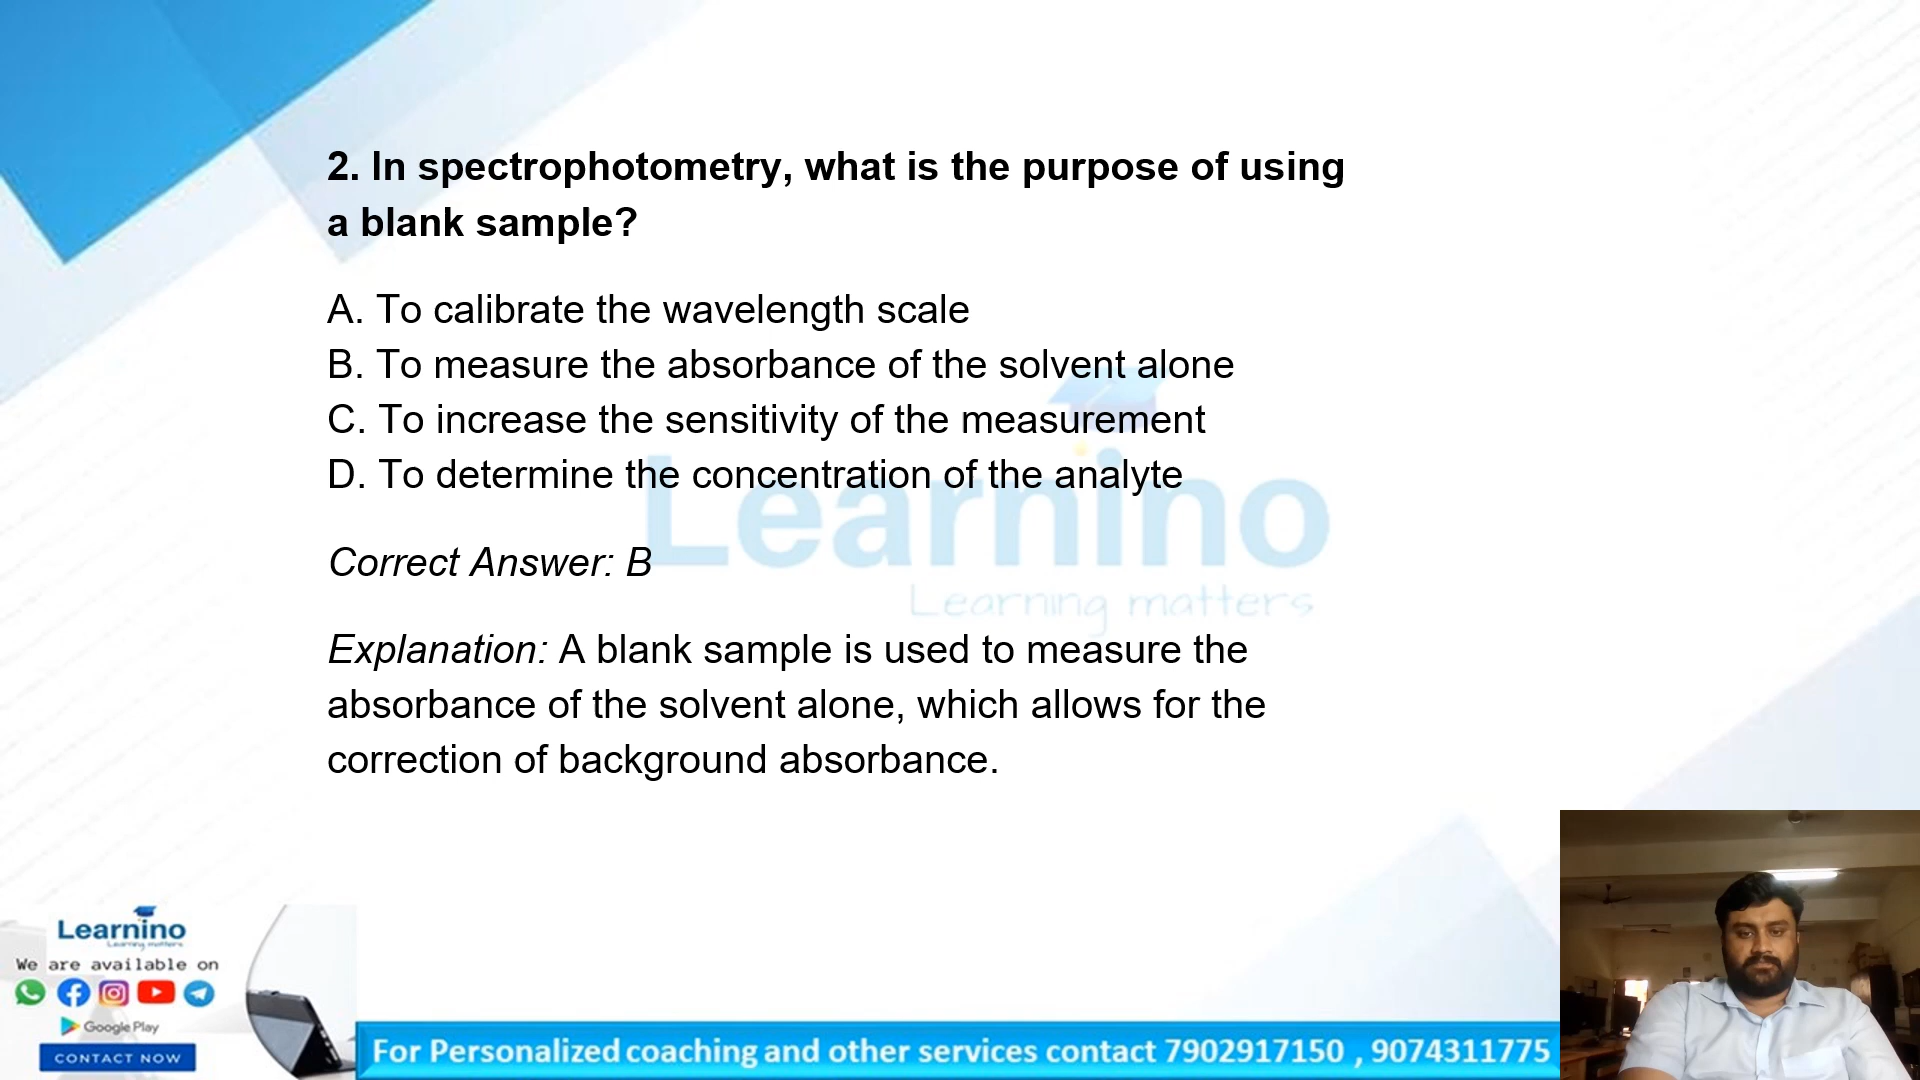 2. In spectrophotometry, what is the purpose of using
a blank sample?
A. To calibrate the wavelength scale
B. To measure the absorbance of the solvent alone
C. To increase the sensitivity of the measurement
D. To determine the concentration of the analyte
Learnino
Learning matters
Correct Answer: B
Explanation: A blank sample is used to measure the
absorbance of the solvent alone, which allows for the
correction of background absorbance.
Learnino
Learning matters
We are available on
Google Play
CONTACT NOW
For Personalized coaching and other services contact 7902917150 , 9074311775